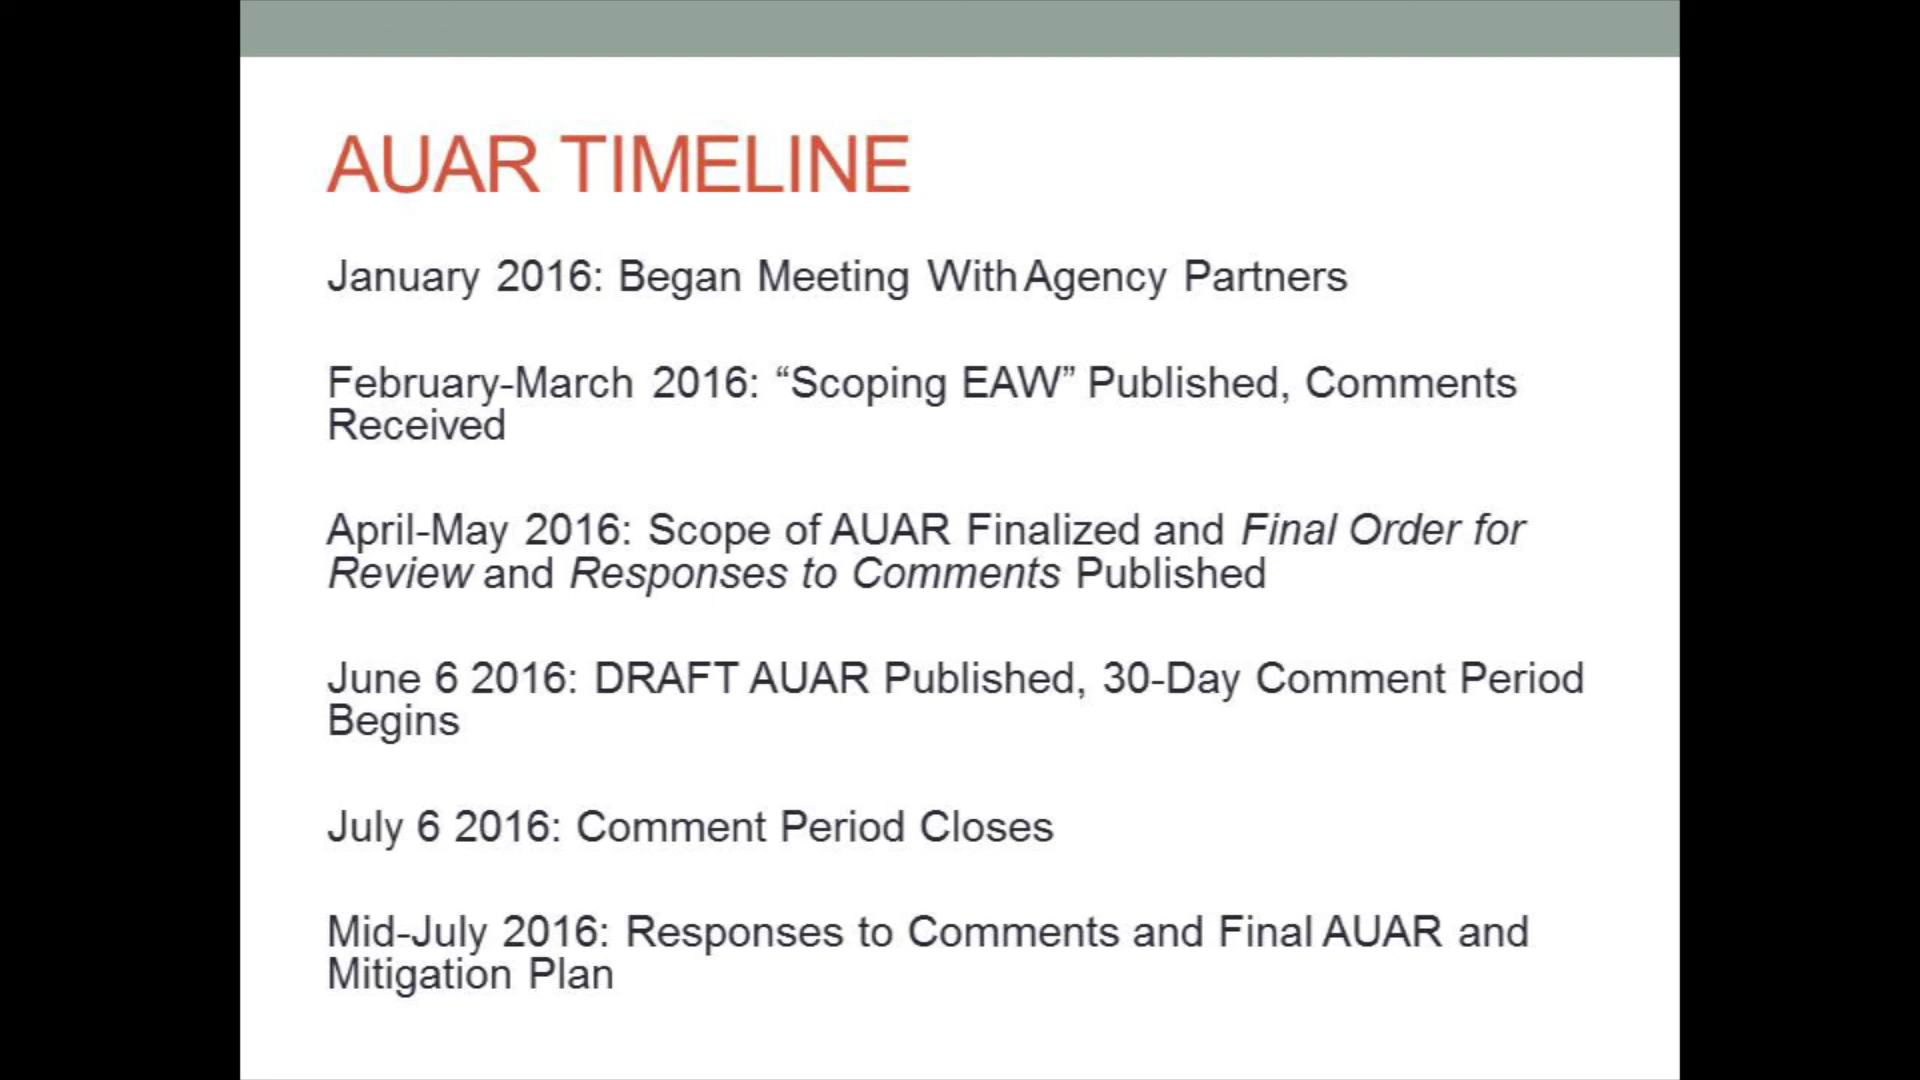 AUAR TIMELINE
January 2016: Began Meeting With Agency Partners
February-March 2016: “Scoping EAW” Published, Comments
Received
April-May 2016: Scope of AUAR Finalized and Final Order for
Review and Responses to Comments Published
June 6 2016: DRAFT AUAR Published, 30-Day Comment Period
Begins
July 6 2016: Comment Period Closes
Mid-July 2016: Responses to Comments and Final AUAR and
Mitigation Plan